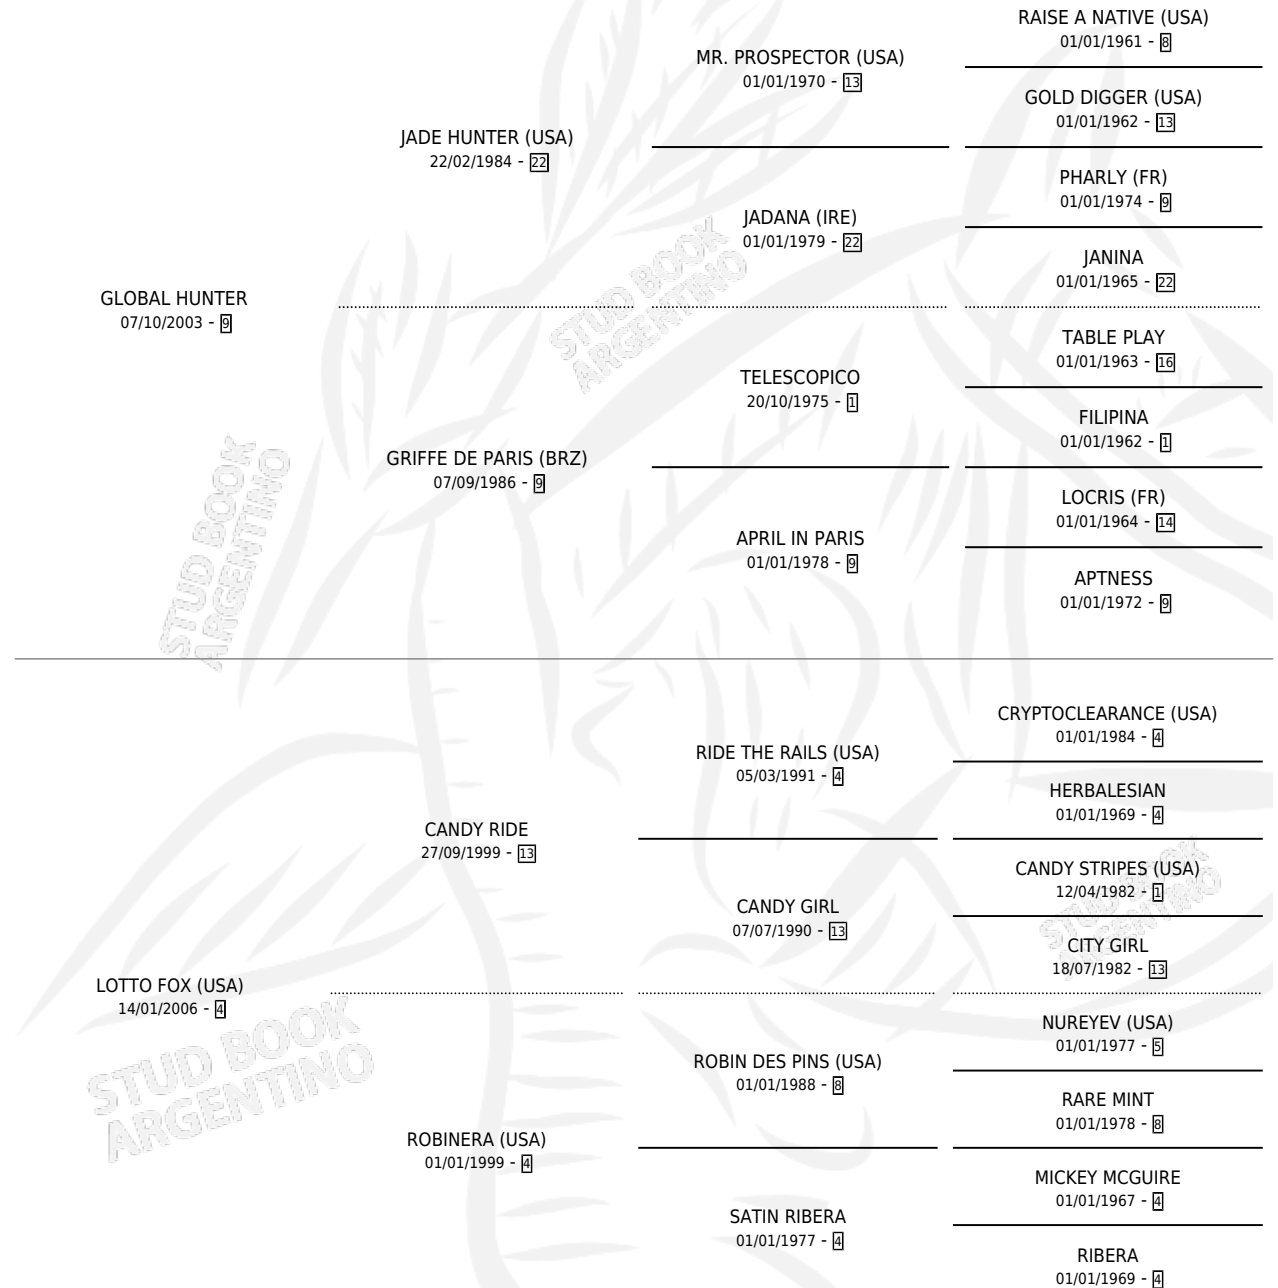 RAISE A NATIVE (USA)
01/01/1961 - 8
MR. PROSPECTOR (USA)
01/01/1970 - 13
GOLD DIGGER (USA)
01/01/1962 - 13
JADE HUNTER (USA)
22/02/1984 - 22
PHARLY (FR)
01/01/1974 - 9
JADANA (IRE)
01/01/1979 - 22
JANINA
01/01/1965 - 22
GLOBAL HUNTER
07/10/2003 - 9
TABLE PLAY
01/01/1963 - 16
TELESCOPICO
20/10/1975 - 1
FILIPINA
01/01/1962 - 1
GRIFFE DE PARIS (BRZ)
07/09/1986 - 9
LOCRIS (FR)
01/01/1964 - 14
APRIL IN PARIS
01/01/1978 - 9
APTNESS
01/01/1972 - 9
CRYPTOCLEARANCE (USA)
01/01/1984 - 4
RIDE THE RAILS (USA)
05/03/1991 - 4
HERBALESIAN
01/01/1969 - 4
CANDY RIDE
27/09/1999 - 13
CANDY STRIPES (USA)
12/04/1982 - 1
CANDY GIRL
07/07/1990 - 13
CITY GIRL
18/07/1982 - 13
LOTTO FOX (USA)
14/01/2006 - 4
NUREYEV (USA)
01/01/1977 - 5
ROBIN DES PINS (USA)
01/01/1988 - 8
RARE MINT
01/01/1978 - 8
ROBINERA (USA)
01/01/1999 - 4
MICKEY MCGUIRE
01/01/1967 - 4
SATIN RIBERA
01/01/1977 - 4
RIBERA
01/01/1969 - 4
STUD BOOK
ARGENTINO
STUD BOOK
ARGENTINO
STUD BOOK
ARGENTINO
STUD BOOK
ARGENTINO